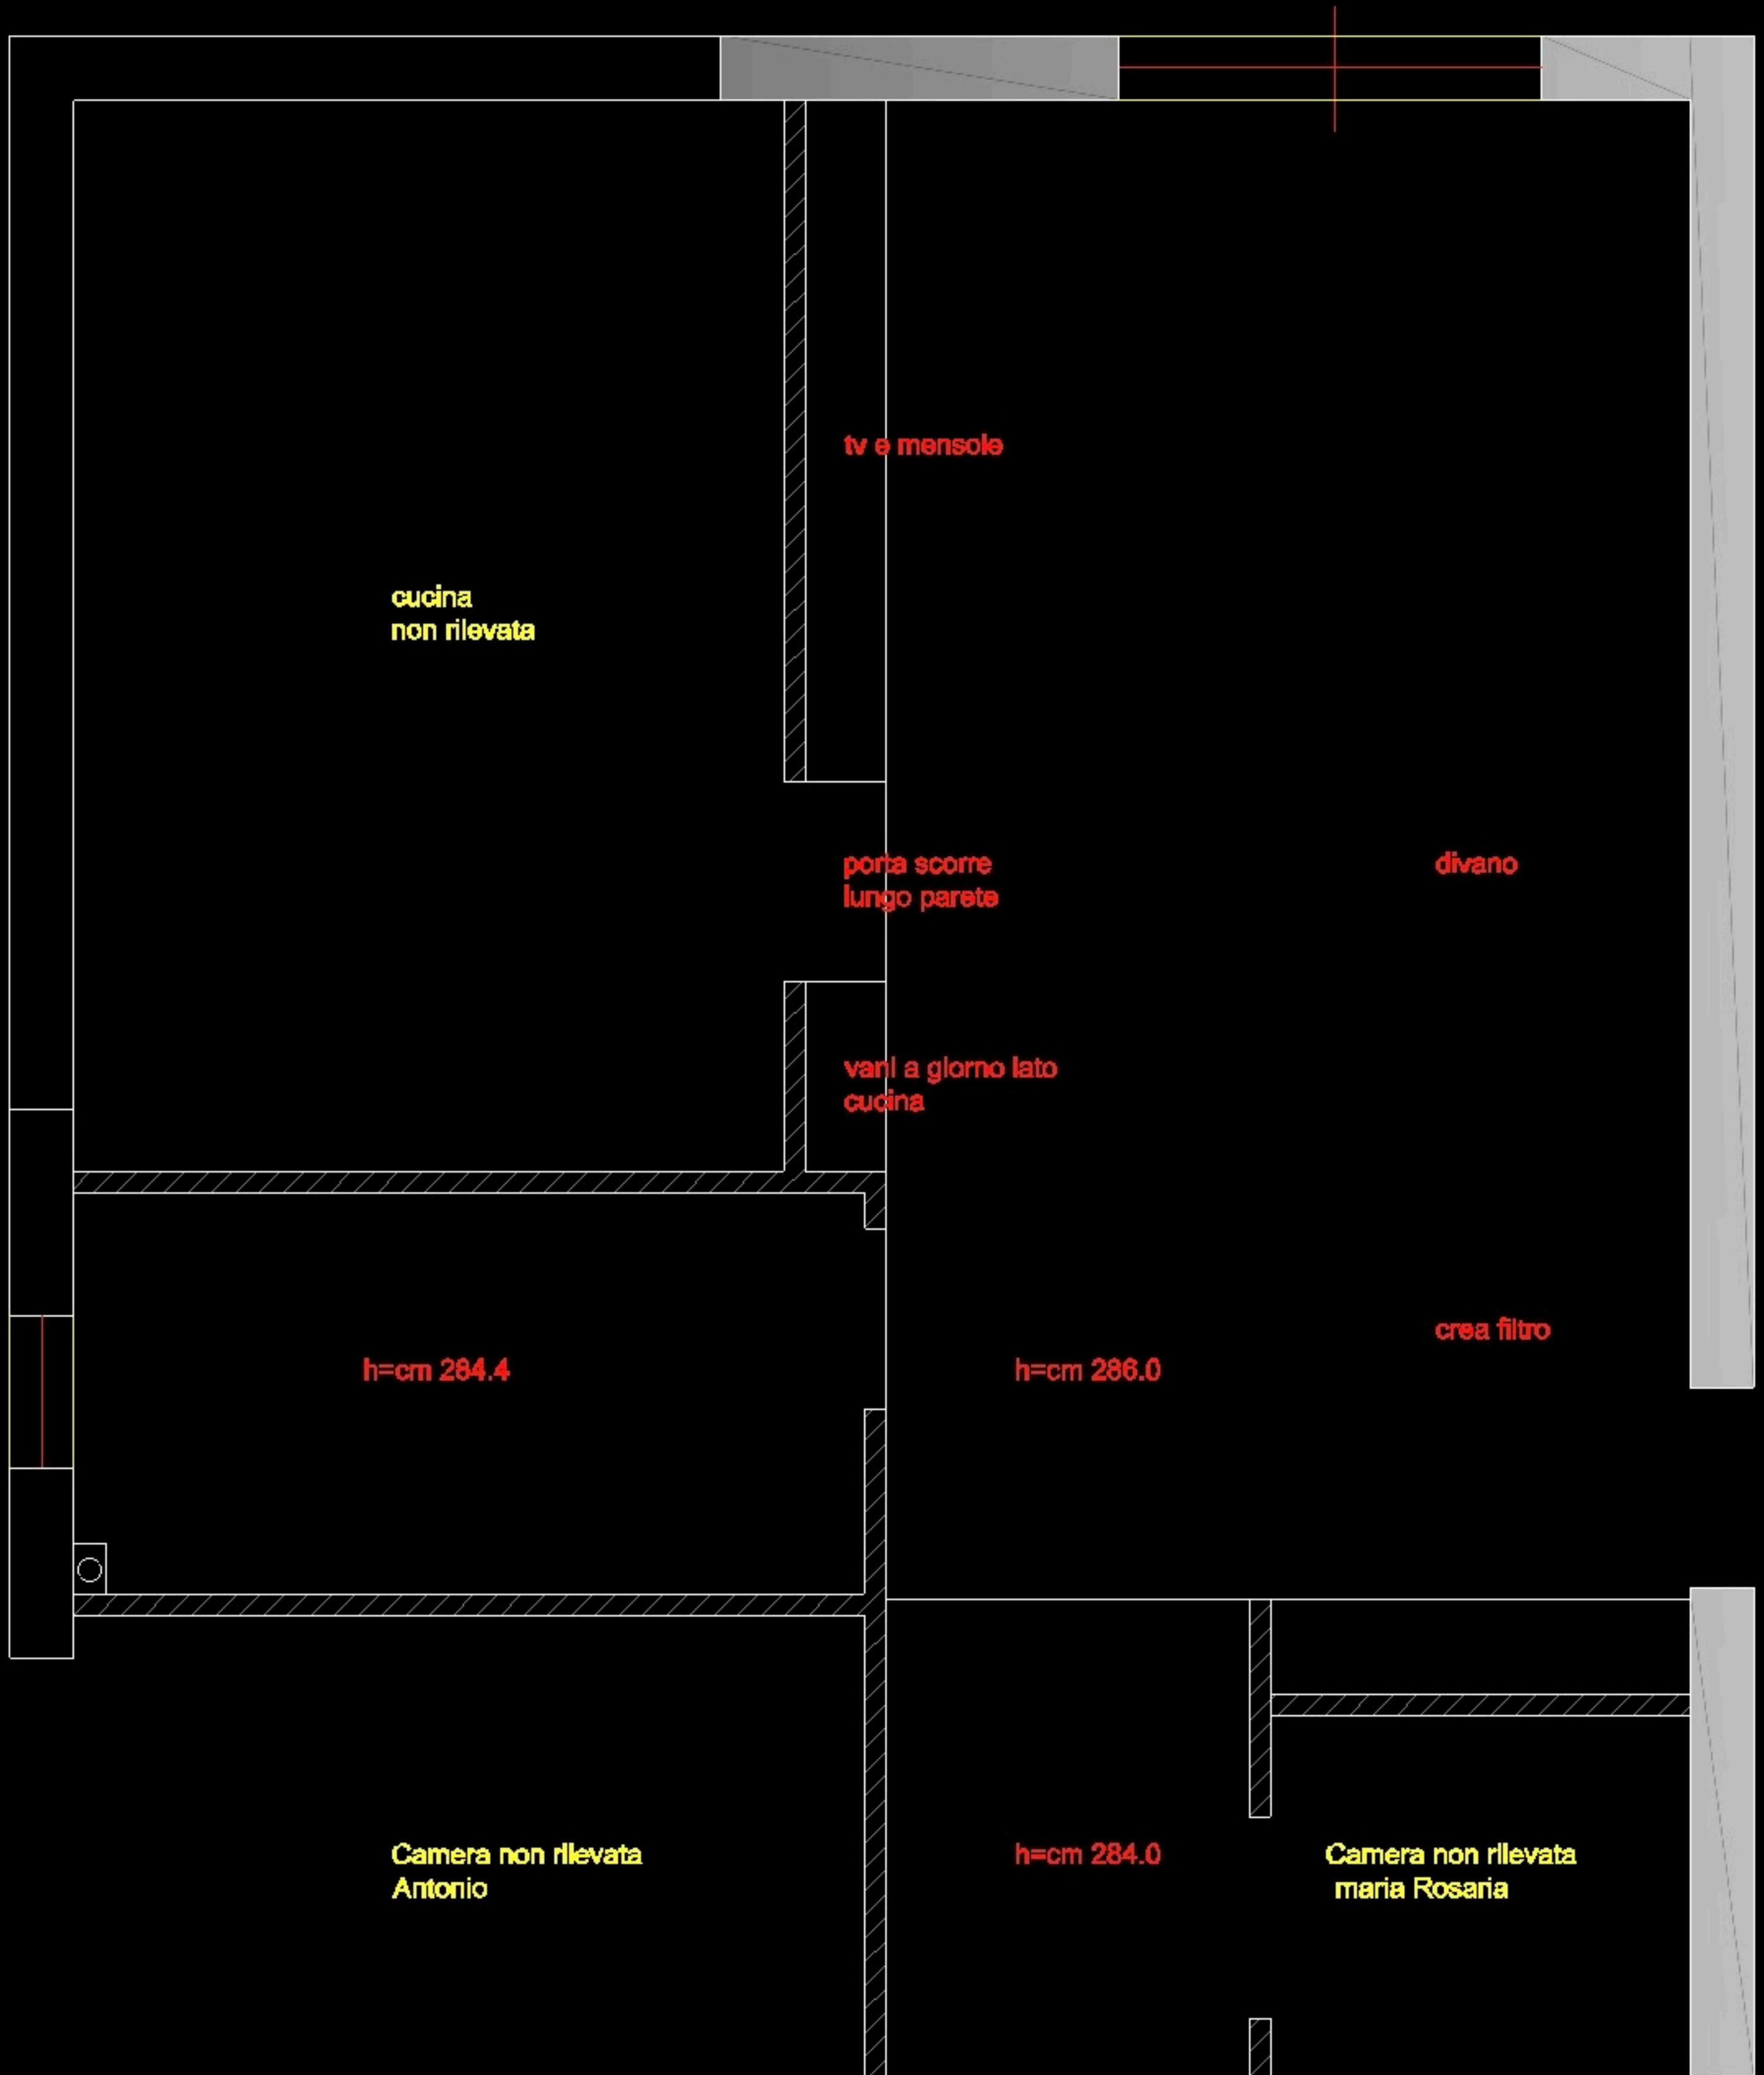 tv e mensole
cucina
non rilevata
porta scorre
lungo parete
divano
vani a giorno lato
cucina
crea filtro
h=cm 284.4
h=cm 286.0
Camera non rilevata
Antonio
h=cm 284.0
Camera non rilevata
maria Rosaria